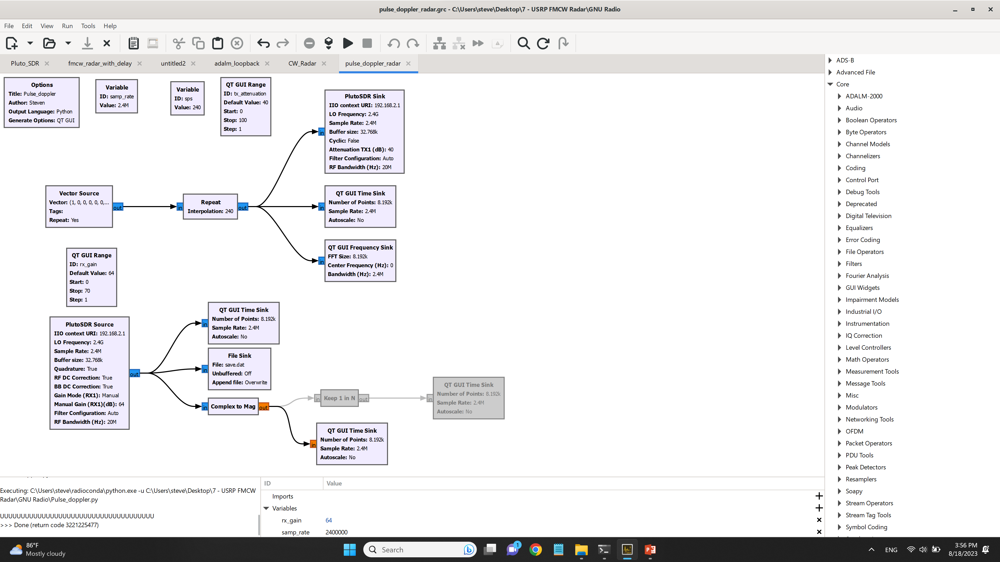 pulse_doppler_radar.grc - C:\Users\steve\Desktop\7 - USRP FMCW Radar\GNU Radio
File Edit View Run Tools Help
Pluto_SDR fmcw_radar_with_delay untitled2 adalm_loopback CW_Radar pulse_doppler_radar
Options
Title: Pulse_doppler
Author: Steven
Output Language: Python
Generate Options: QT GUI
Variable
ID: samp_rate
Value: 2.4M
Variable
ID: sps
Value: 240
QT GUI Range
ID: tx_attenuation
Default Value: 40
Start: 0
Stop: 100
Step: 1
PlutoSDR Sink
IIO context URI: 192.168.2.1
LO Frequency: 2.4G
Sample Rate: 2.4M
Buffer size: 32.768k
Cyclic: False
Attenuation TX1 (dB): 40
Filter Configuration: Auto
RF Bandwidth (Hz): 20M
in
Vector Source
Vector: (1, 0, 0, 0, 0, 0,...
Tags:
Repeat: Yes
out
in
Repeat
Interpolation: 240
out
in
QT GUI Time Sink
Number of Points: 8.192k
Sample Rate: 2.4M
Autoscale: No
in
QT GUI Frequency Sink
FFT Size: 8.192k
Center Frequency (Hz): 0
Bandwidth (Hz): 2.4M
QT GUI Range
ID: rx_gain
Default Value: 64
Start: 0
Stop: 70
Step: 1
PlutoSDR Source
IIO context URI: 192.168.2.1
LO Frequency: 2.4G
Sample Rate: 2.4M
Buffer size: 32.768k
Quadrature: True
RF DC Correction: True
BB DC Correction: True
Gain Mode (RX1): Manual
Manual Gain (RX1)(dB): 64
Filter Configuration: Auto
RF Bandwidth (Hz): 20M
out
in
QT GUI Time Sink
Number of Points: 8.192k
Sample Rate: 2.4M
Autoscale: No
in
File Sink
File: save.dat
Unbuffered: Off
Append file: Overwrite
in
Complex to Mag
out
in
Keep 1 in N
out
in
QT GUI Time Sink
Number of Points: 8.192k
Sample Rate: 2.4M
Autoscale: No
in
QT GUI Time Sink
Number of Points: 8.192k
Sample Rate: 2.4M
Autoscale: No
ADS-B
Advanced File
Core
ADALM-2000
Audio
Boolean Operators
Byte Operators
Channel Models
Channelizers
Coding
Control Port
Debug Tools
Deprecated
Digital Television
Equalizers
Error Coding
File Operators
Filters
Fourier Analysis
GUI Widgets
Impairment Models
Industrial I/O
Instrumentation
IQ Correction
Level Controllers
Math Operators
Measurement Tools
Message Tools
Misc
Modulators
Networking Tools
OFDM
Packet Operators
PDU Tools
Peak Detectors
Resamplers
Soapy
Stream Operators
Stream Tag Tools
Symbol Coding
Executing: C:\Users\steve\radioconda\python.exe -u C:\Users\steve\Desktop\7 - USRP FMCW
Radar\GNU Radio\Pulse_doppler.py
UUUUUUUUUUUUUUUUUUUUUUUUUUUUUUUUUUUUU
>>> Done (return code 3221225477)
ID Value
Imports
Variables
rx_gain 64
samp_rate 2400000
86°F
Mostly cloudy
Search
1
ENG
3:56 PM
8/18/2023